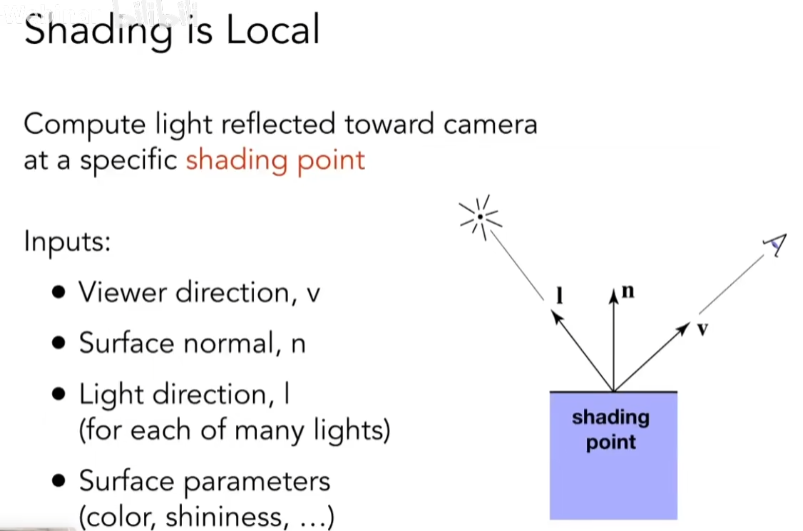 Shading is Local
Compute light reflected toward camera
at a specific shading point
Inputs:
● Viewer direction, v
● Surface normal, n
● Light direction, l
(for each of many lights)
● Surface parameters
(color, shininess, ...)
l
n
v
shading
point
bilibili